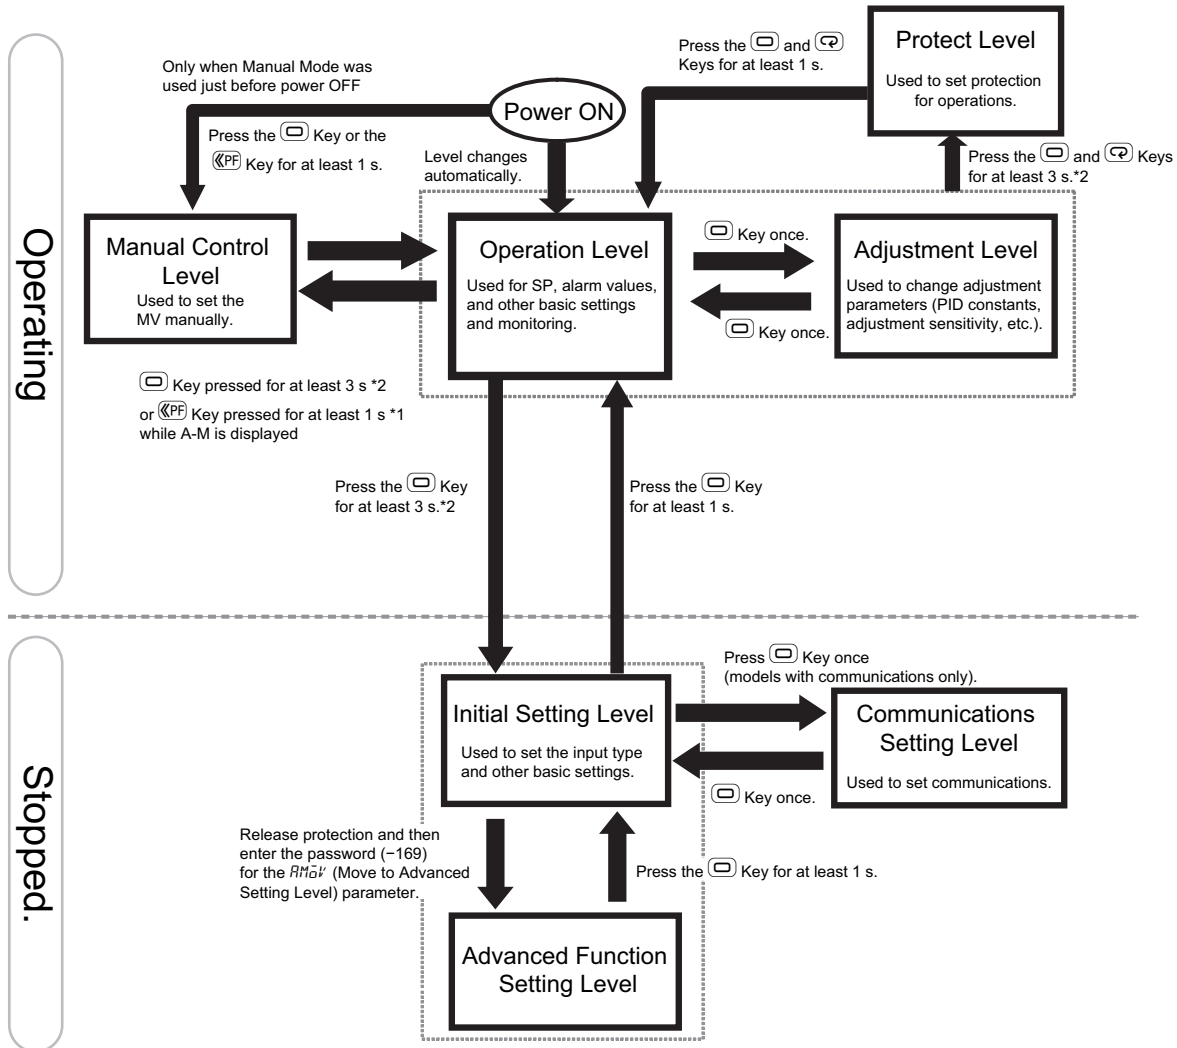 Operating
Only when Manual Mode was
used just before power OFF
Press the Key or the
PF Key for at least 1 s.
Power ON
Level changes
automatically.
Press the and
Keys for at least 1 s.
Protect Level
Used to set protection
for operations.
Press the and Keys
for at least 3 s.*2
Manual Control
Level
Used to set the
MV manually.
Operation Level
Used for SP, alarm values,
and other basic settings
and monitoring.
Key once.
Key once.
Adjustment Level
Used to change adjustment
parameters (PID constants,
adjustment sensitivity, etc.).
Key pressed for at least 3 s *2
or PF Key pressed for at least 1 s *1
while A-M is displayed
Press the Key
for at least 3 s.*2
Press the Key
for at least 1 s.
Stopped.
Initial Setting Level
Used to set the input type
and other basic settings.
Press Key once
(models with communications only).
Key once.
Communications
Setting Level
Used to set communications.
Release protection and then
enter the password (−169)
for the AMoV (Move to Advanced
Setting Level) parameter.
Press the Key for at least 1 s.
Advanced Function
Setting Level